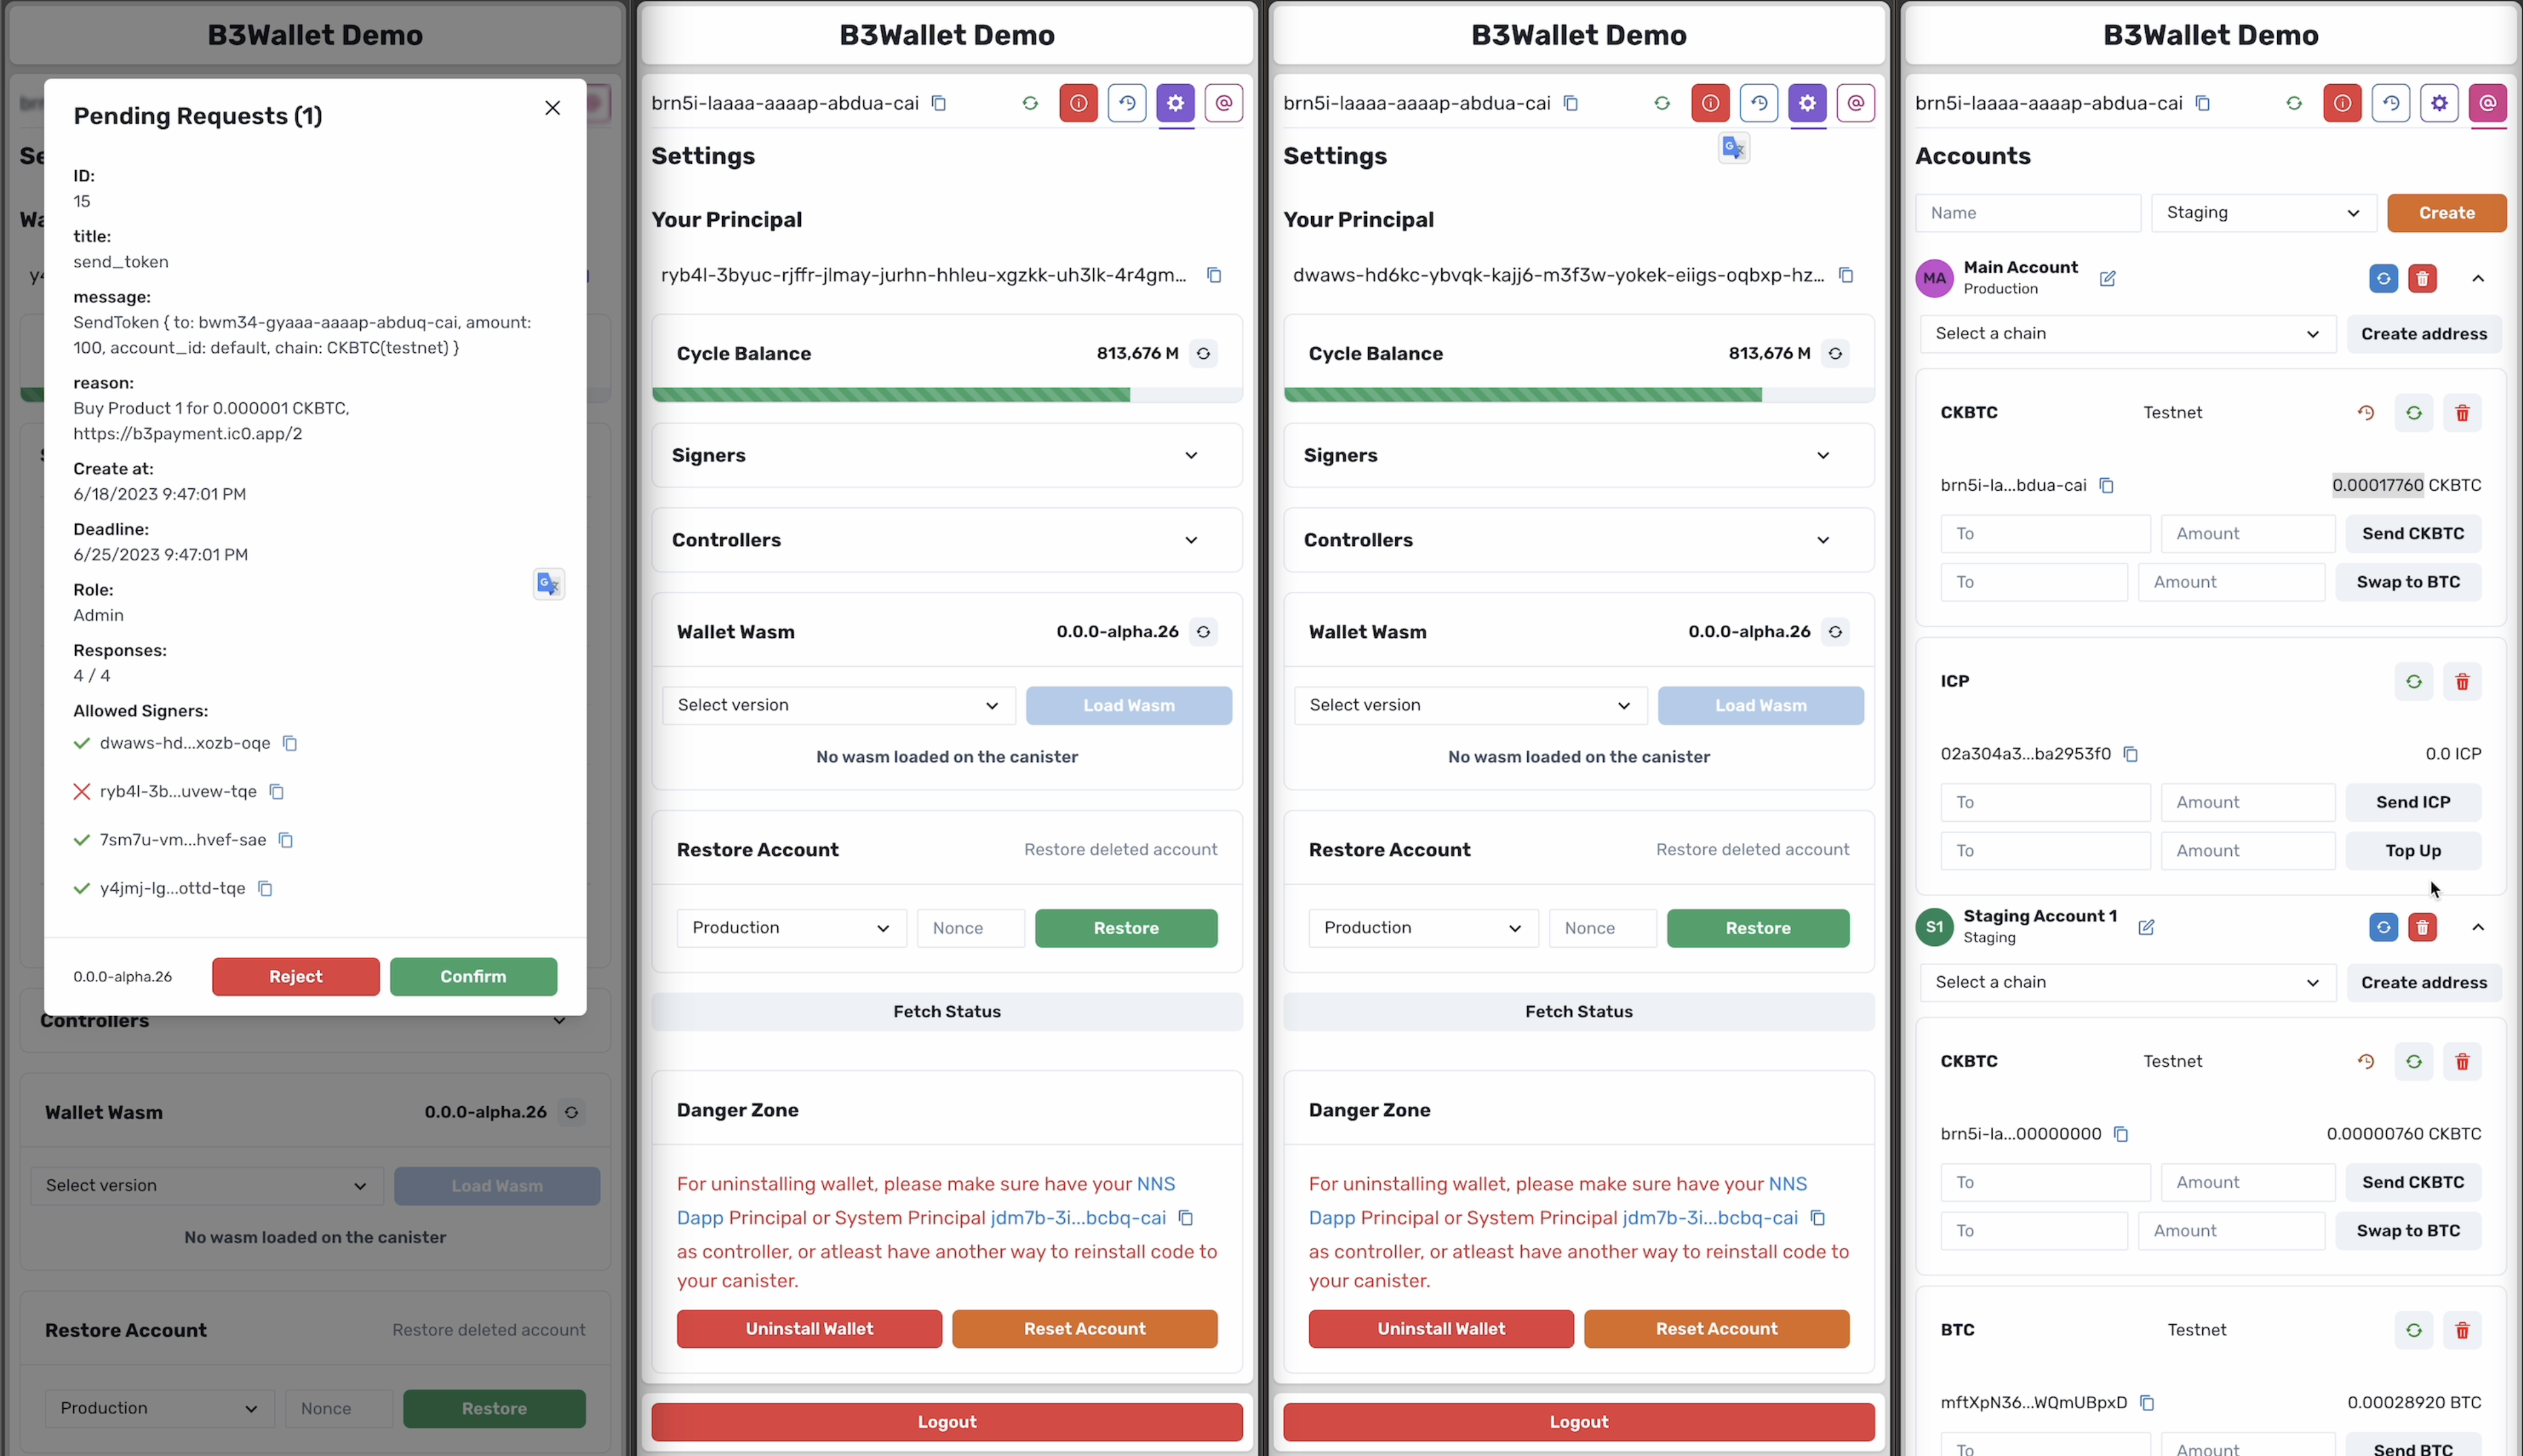 B3Wallet Demo
Pending Requests (1)
ID:
15
title:
send_token
message:
SendToken { to: bwm34-gyaaa-aaaap-abduq-cai, amount:
100, account_id: default, chain: CKBTC(testnet) }
reason:
Buy Product 1 for 0.000001 CKBTC,
https://b3payment.ic0.app/2
Create at:
6/18/2023 9:47:01 PM
Deadline:
6/25/2023 9:47:01 PM
Role:
Admin
Responses:
4 / 4
Allowed Signers:
dwaws-hd...xozb-oqe
ryb4l-3b...uvew-tqe
7sm7u-vm...hvef-sae
y4jmj-lg...ottd-tqe
0.0.0-alpha.26
Reject
Confirm
Controllers
Wallet Wasm
0.0.0-alpha.26
Select version
Load Wasm
No wasm loaded on the canister
Restore Account
Restore deleted account
Production
Nonce
Restore
B3Wallet Demo
brn5i-laaaa-aaaap-abdua-cai
Settings
Your Principal
ryb4l-3byuc-rjffr-jlmay-jurhn-hhleu-xgzkk-uh3lk-4r4gm...
Cycle Balance
813,676 M
Signers
Controllers
Wallet Wasm
0.0.0-alpha.26
Select version
Load Wasm
No wasm loaded on the canister
Restore Account
Restore deleted account
Production
Nonce
Restore
Fetch Status
Danger Zone
For uninstalling wallet, please make sure have your NNS
Dapp Principal or System Principal jdm7b-3i...bcbq-cai
as controller, or atleast have another way to reinstall code to
your canister.
Uninstall Wallet
Reset Account
Logout
B3Wallet Demo
brn5i-laaaa-aaaap-abdua-cai
Settings
Your Principal
dwaws-hd6kc-ybvqk-kajj6-m3f3w-yokek-eiigs-oqbxp-hz...
Cycle Balance
813,676 M
Signers
Controllers
Wallet Wasm
0.0.0-alpha.26
Select version
Load Wasm
No wasm loaded on the canister
Restore Account
Restore deleted account
Production
Nonce
Restore
Fetch Status
Danger Zone
For uninstalling wallet, please make sure have your NNS
Dapp Principal or System Principal jdm7b-3i...bcbq-cai
as controller, or atleast have another way to reinstall code to
your canister.
Uninstall Wallet
Reset Account
Logout
B3Wallet Demo
brn5i-laaaa-aaaap-abdua-cai
Accounts
Name
Staging
Create
MA
Main Account
Production
Select a chain
Create address
CKBTC
Testnet
brn5i-la...bdua-cai
0.00017760 CKBTC
To
Amount
Send CKBTC
To
Amount
Swap to BTC
ICP
02a304a3...ba2953f0
0.0 ICP
To
Amount
Send ICP
To
Amount
Top Up
S1
Staging Account 1
Staging
Select a chain
Create address
CKBTC
Testnet
brn5i-la...00000000
0.00000760 CKBTC
To
Amount
Send CKBTC
To
Amount
Swap to BTC
BTC
Testnet
mftXpN36...WQmUBpxD
0.00028920 BTC
To
Amount
Send BTC